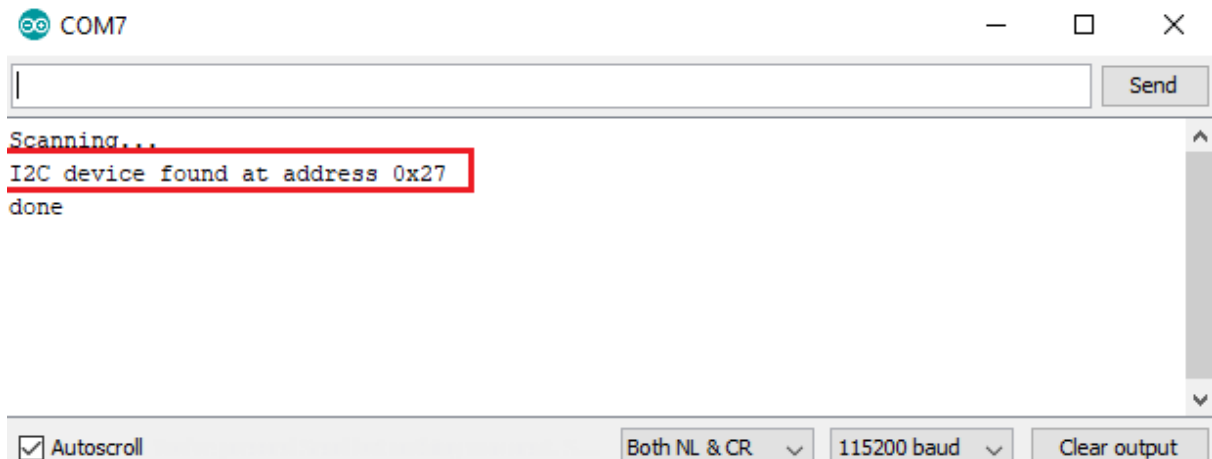 COM7
Send
Scanning...
I2C device found at address 0x27
done
Autoscroll
Both NL & CR
115200 baud
Clear output